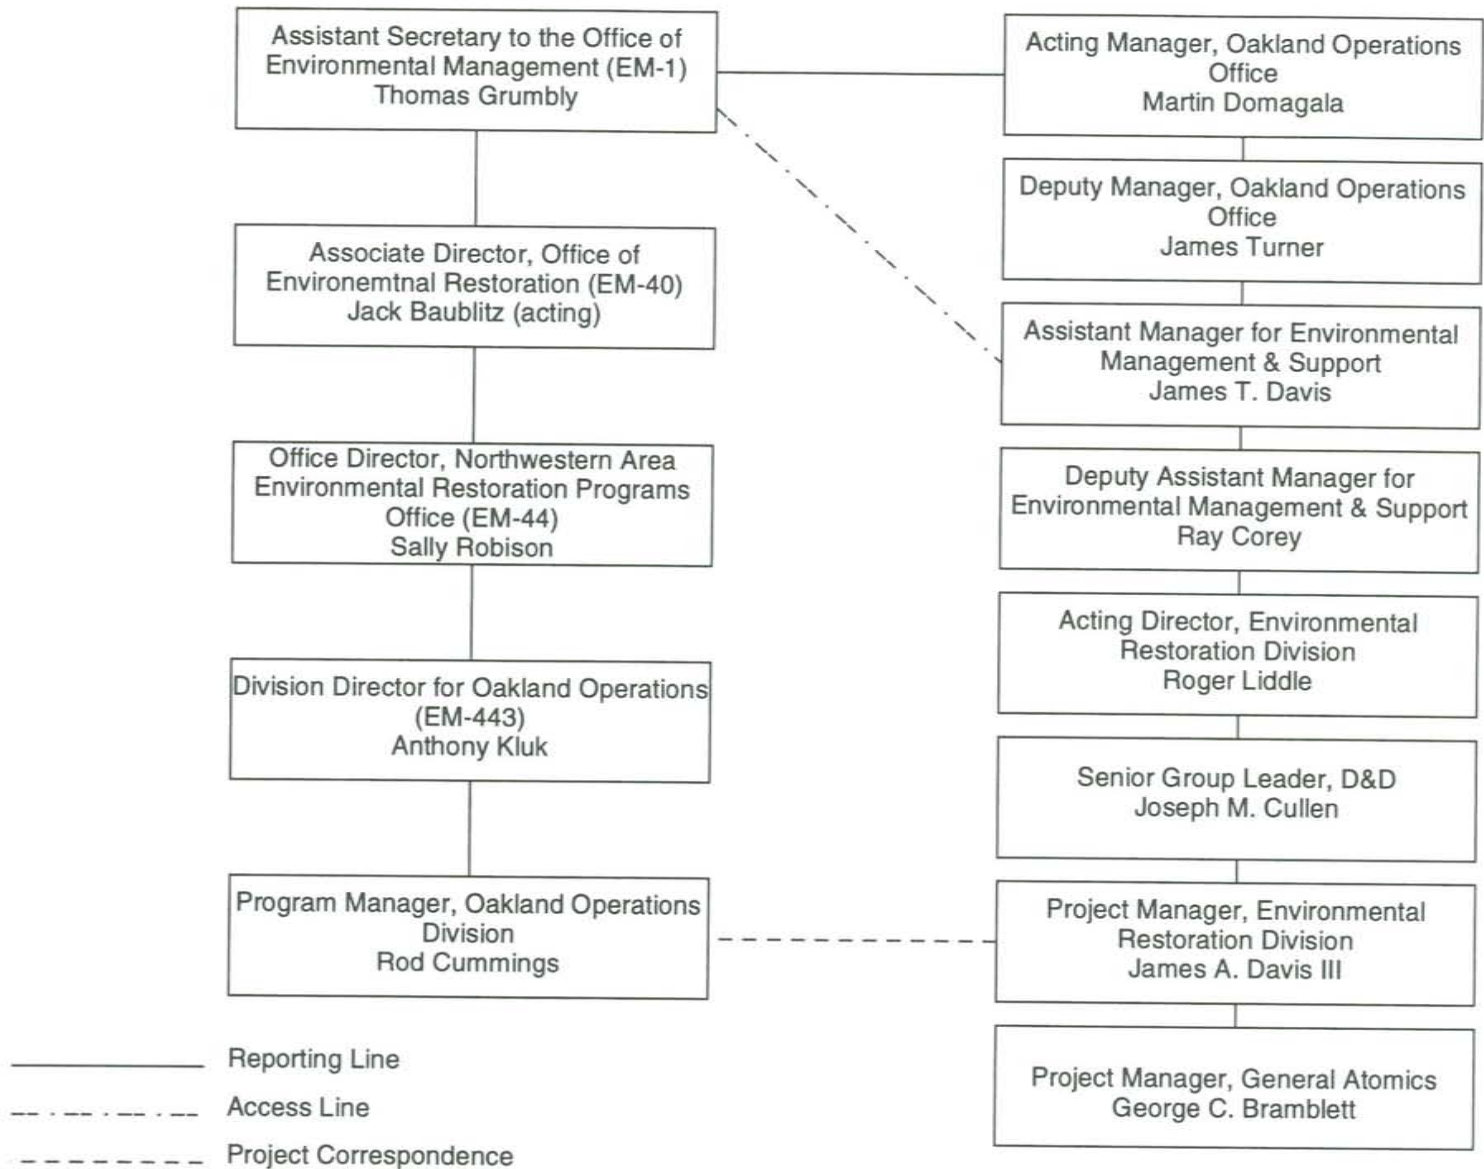 Assistant Secretary to the Office of
Environmental Management (EM-1)
Thomas Grumbly
Associate Director, Office of
Environemtnal Restoration (EM-40)
Jack Baublitz (acting)
Office Director, Northwestern Area
Environmental Restoration Programs
Office (EM-44)
Sally Robison
Division Director for Oakland Operations
(EM-443)
Anthony Kluk
Program Manager, Oakland Operations
Division
Rod Cummings
Acting Manager, Oakland Operations
Office
Martin Domagala
Deputy Manager, Oakland Operations
Office
James Turner
Assistant Manager for Environmental
Management & Support
James T. Davis
Deputy Assistant Manager for
Environmental Management & Support
Ray Corey
Acting Director, Environmental
Restoration Division
Roger Liddle
Senior Group Leader, D&D
Joseph M. Cullen
Project Manager, Environmental
Restoration Division
James A. Davis III
Project Manager, General Atomics
George C. Bramblett
Reporting Line
Access Line
Project Correspondence